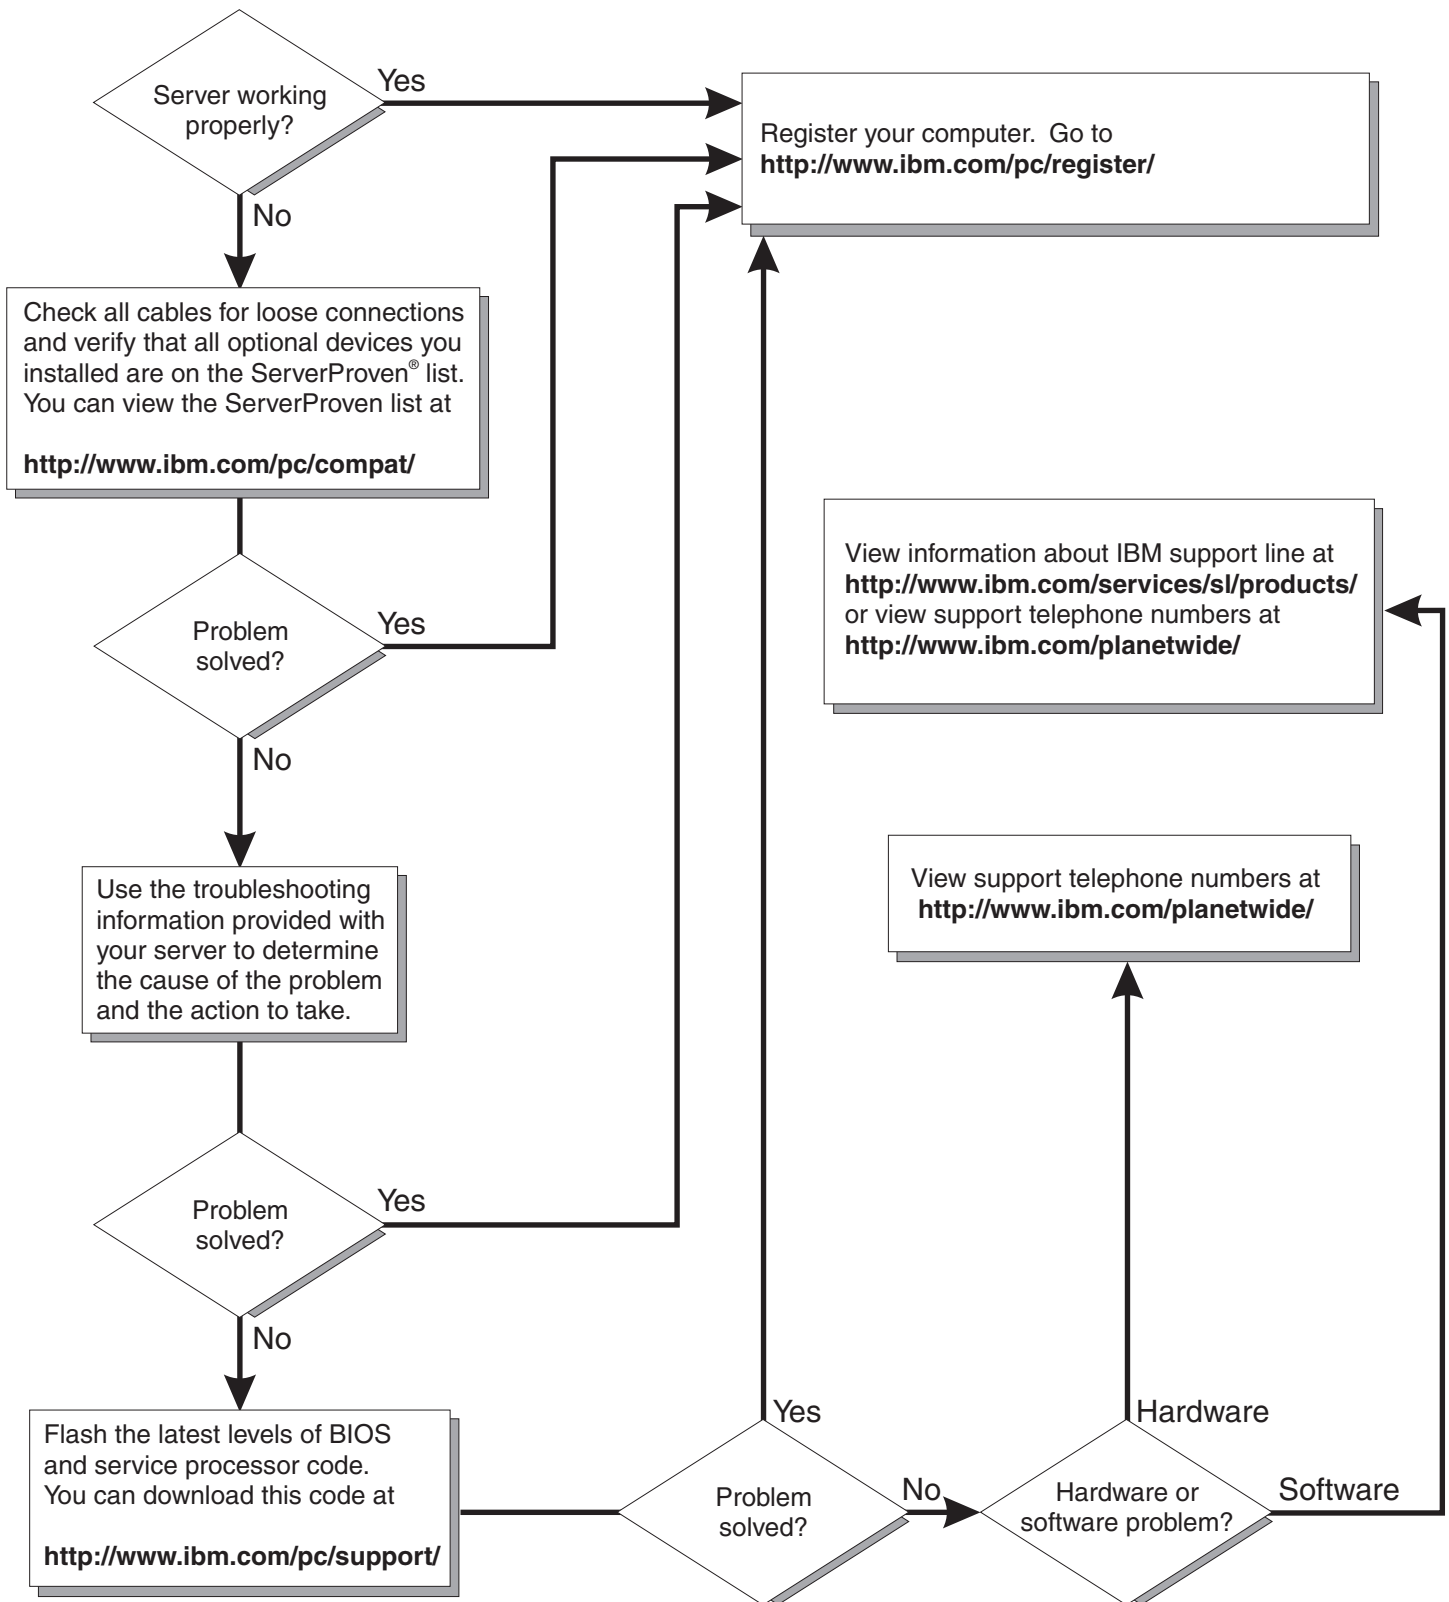 Server working
properly?
Yes
No
Register your computer.  Go to
http://www.ibm.com/pc/register/
Check all cables for loose connections
and verify that all optional devices you
installed are on the ServerProven® list.
You can view the ServerProven list at
http://www.ibm.com/pc/compat/
Problem
solved?
Yes
No
View information about IBM support line at
http://www.ibm.com/services/sl/products/
or view support telephone numbers at
http://www.ibm.com/planetwide/
Use the troubleshooting
information provided with
your server to determine
the cause of the problem
and the action to take.
View support telephone numbers at
http://www.ibm.com/planetwide/
Problem
solved?
Yes
No
Flash the latest levels of BIOS
and service processor code.
You can download this code at
http://www.ibm.com/pc/support/
Problem
solved?
Yes
No
Hardware or
software problem?
Hardware
Software